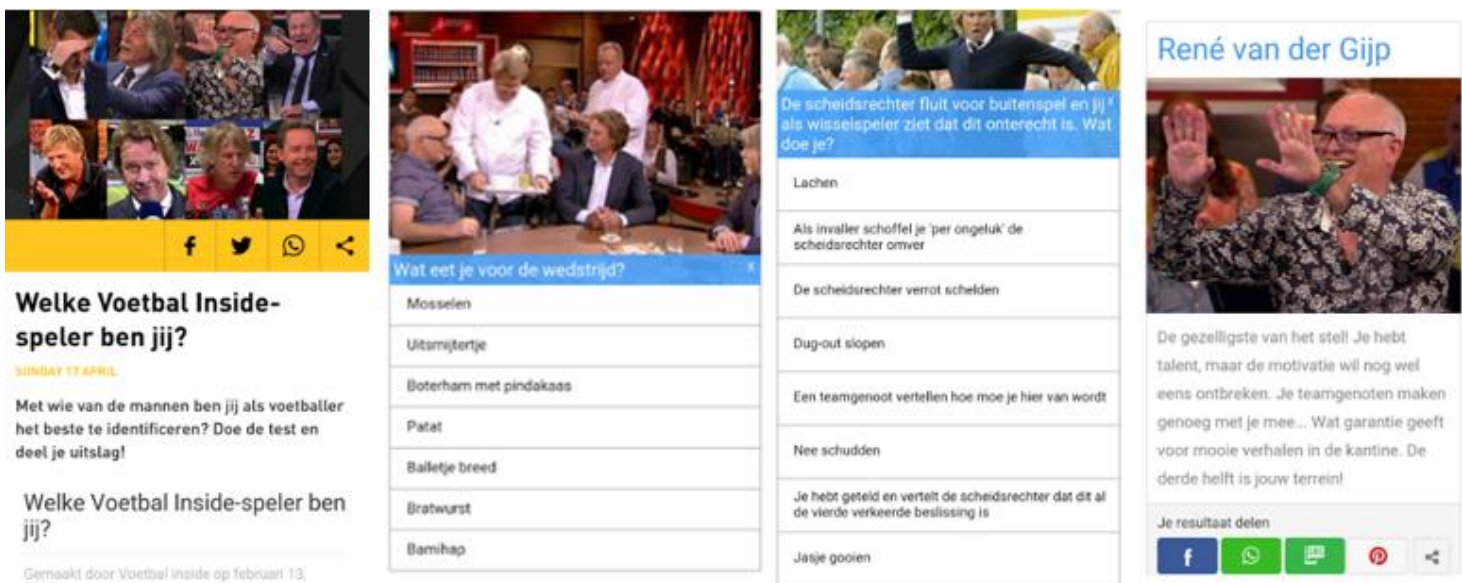 Welke Voetbal Inside-
speler ben jij?
SUNDAY 17 APRIL
Met wie van de mannen ben jij als voetballer
het beste te identificeren? Doe de test en
deel je uitslag!
Welke Voetbal Inside-speler ben
jij?
Gemaakt door Voetbal inside op februari 13,
Wat eet je voor de wedstrijd?
X
Mosselen
Uitsmijtertje
Boterham met pindakaas
Patat
Balletje breed
Bratwurst
Bamihap
De scheidsrechter fluit voor buitenspel en jij x
als wisselspeler ziet dat dit onterecht is. Wat
doe je?
Lachen
Als invaller schoffel je 'per ongeluk' de
scheidsrechter omver
De scheidsrechter verrot schelden
Dug-out slopen
Een teamgenoot vertellen hoe moe je hier van wordt
Nee schudden
Je hebt geteld en vertelt de scheidsrechter dat dit al
de vierde verkeerde beslissing is
Jasje gooien
René van der Gijp
De gezelligste van het stel! Je hebt
talent, maar de motivatie wil nog wel
eens ontbreken. Je teamgenoten maken
genoeg met je mee... Wat garantie geeft
voor mooie verhalen in de kantine. De
derde helft is jouw terrein!
Je resultaat delen